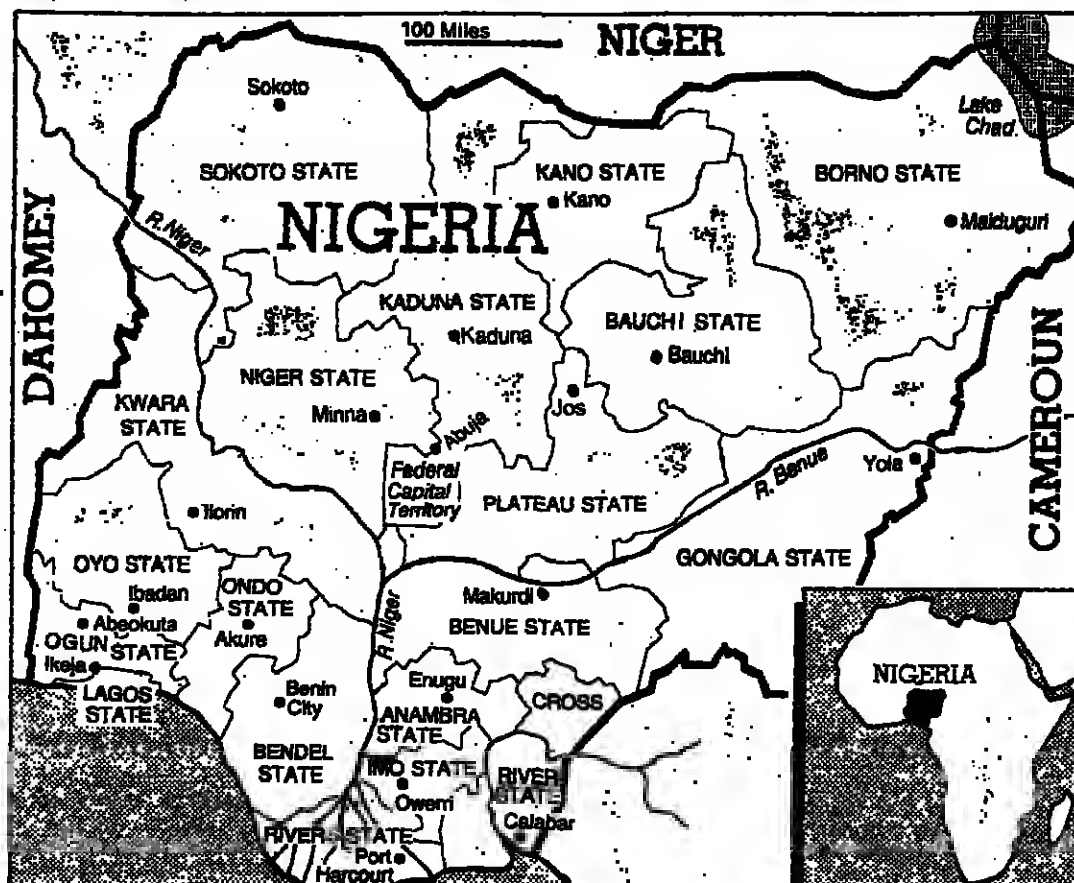 100 Miles
NIGER
Sokoto
Lake
Chad.
SOKOTO STATE
KANO STATE
BORNO STATE
Kano
R. Niger
NIGERIA
Maiduguri
DAHOMEY
KADUNA STATE
Kaduna
BAUCHI STATE
Bauchi
NIGER STATE
Minna
Jos
KWARA
STATE
Abuja
CAMEROUN
Federal
Capital
Territory
PLATEAU STATE
R. Benue
Yola
Ilorin
GONGOLA STATE
OYO STATE
Ibadan
ONDO
STATE
Akure
Abeokuta
OGUN STATE
Ikeja
LAGOS
STATE
R. Niger
Makurdi
BENUE STATE
Benin
City
BENDEL
STATE
Enugu
ANAMBRA
STATE
CROSS
RIVER
STATE
Calabar
IMO STATE
Owerri
RIVER STATE
Port
Harcourt
NIGERIA